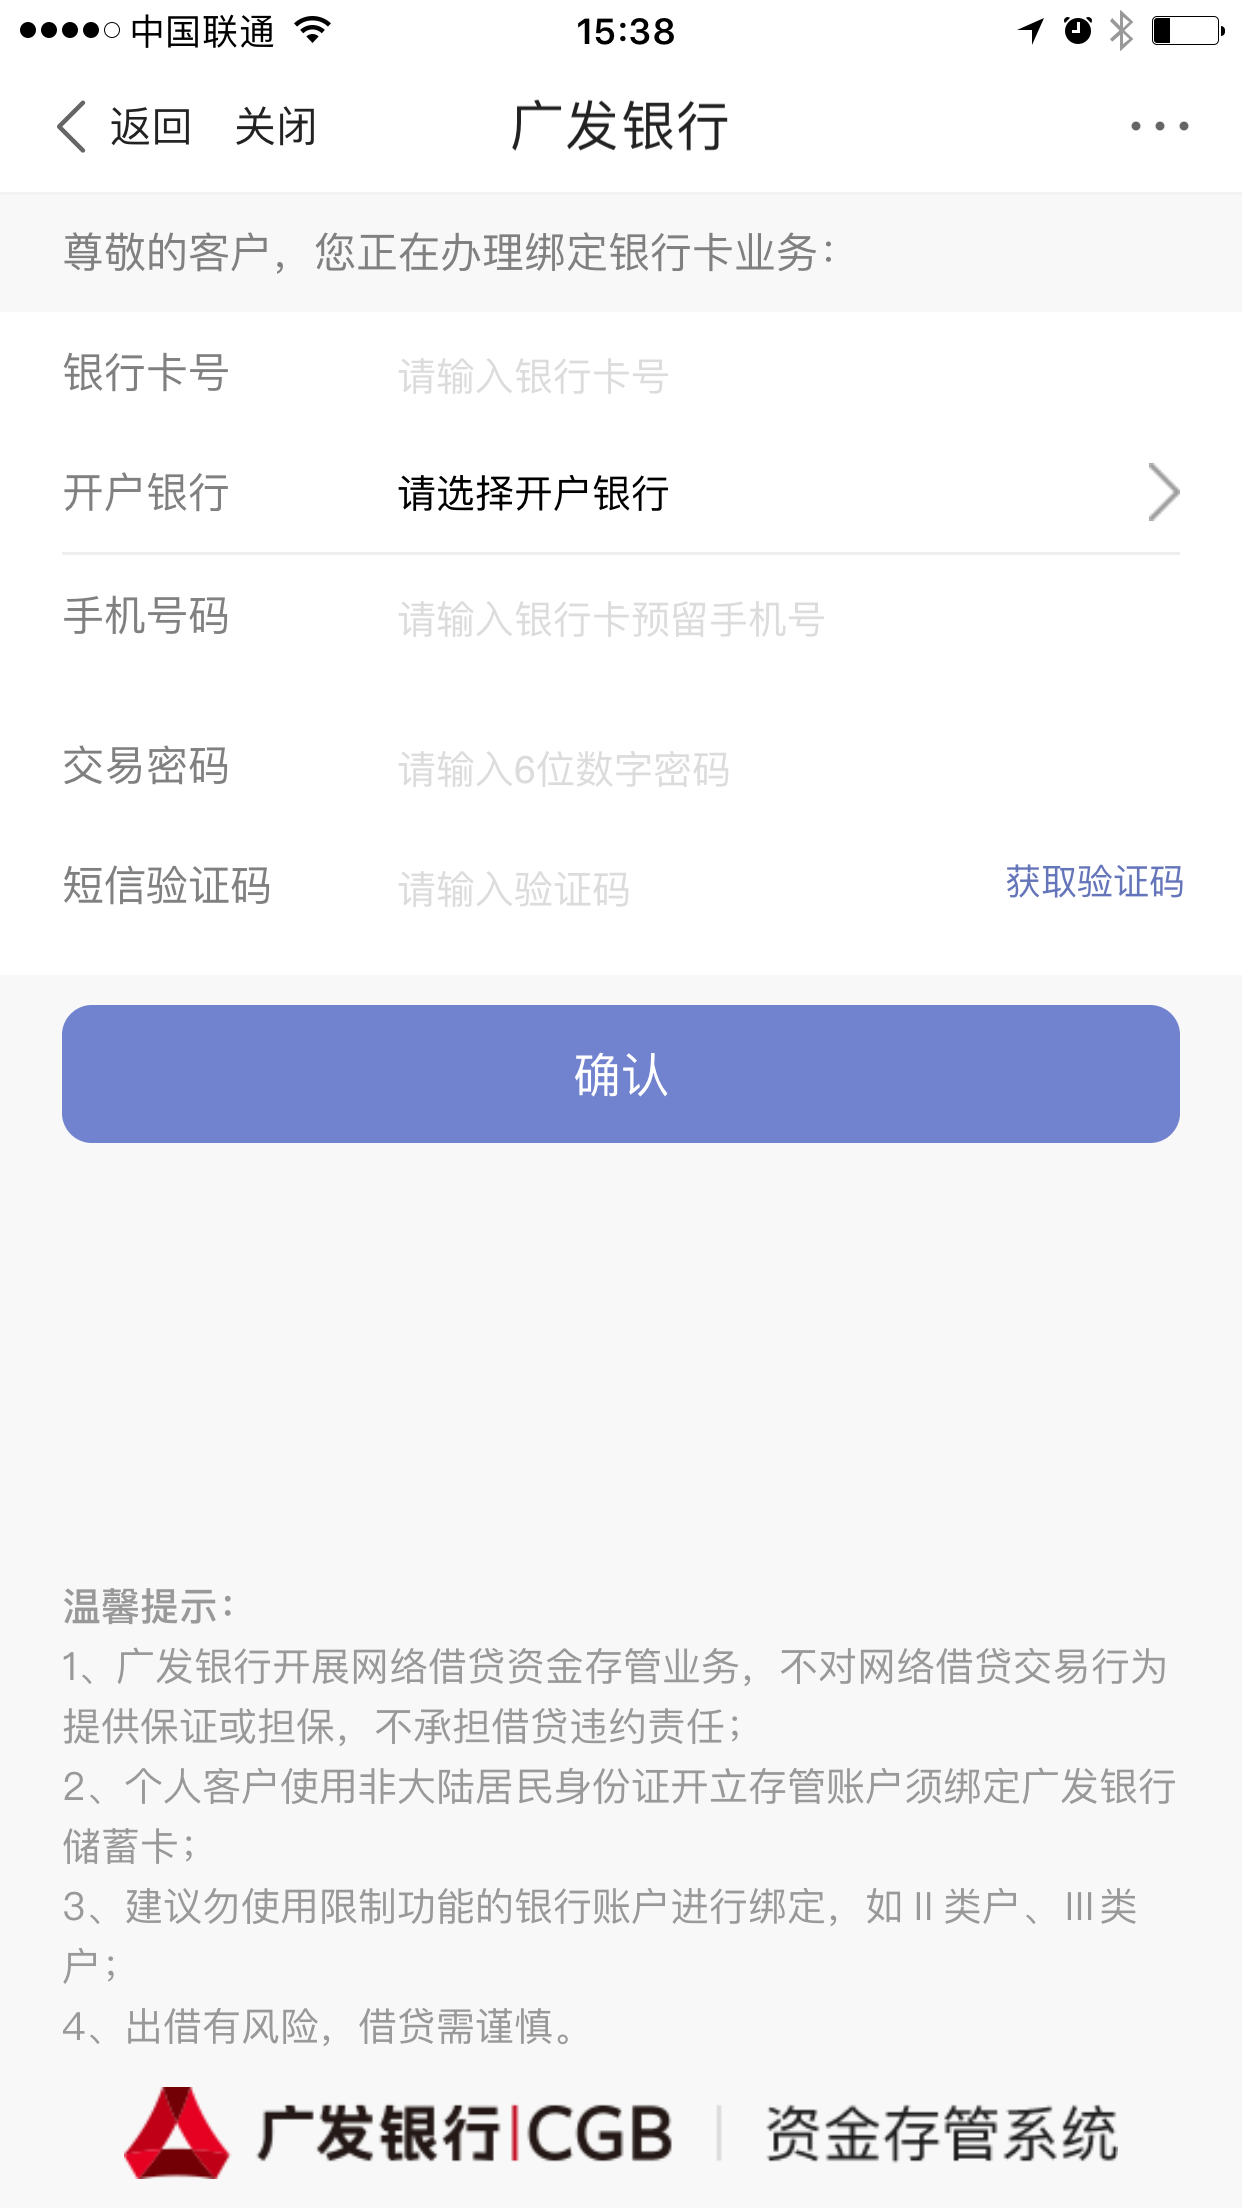 中国联通 15:38
返回 关闭 广发银行
尊敬的客户，您正在办理绑定银行卡业务：
银行卡号 请输入银行卡号
开户银行 请选择开户银行
手机号码 请输入银行卡预留手机号
交易密码 请输入6位数字密码
短信验证码 请输入验证码 获取验证码
确认
温馨提示：
1、广发银行开展网络借贷资金存管业务，不对网络借贷交易行为
提供保证或担保，不承担借贷违约责任；
2、个人客户使用非大陆居民身份证开立存管账户须绑定广发银行
储蓄卡；
3、建议勿使用限制功能的银行账户进行绑定，如Ⅱ类户、Ⅲ类
户；
4、出借有风险，借贷需谨慎。
广发银行|CGB | 资金存管系统